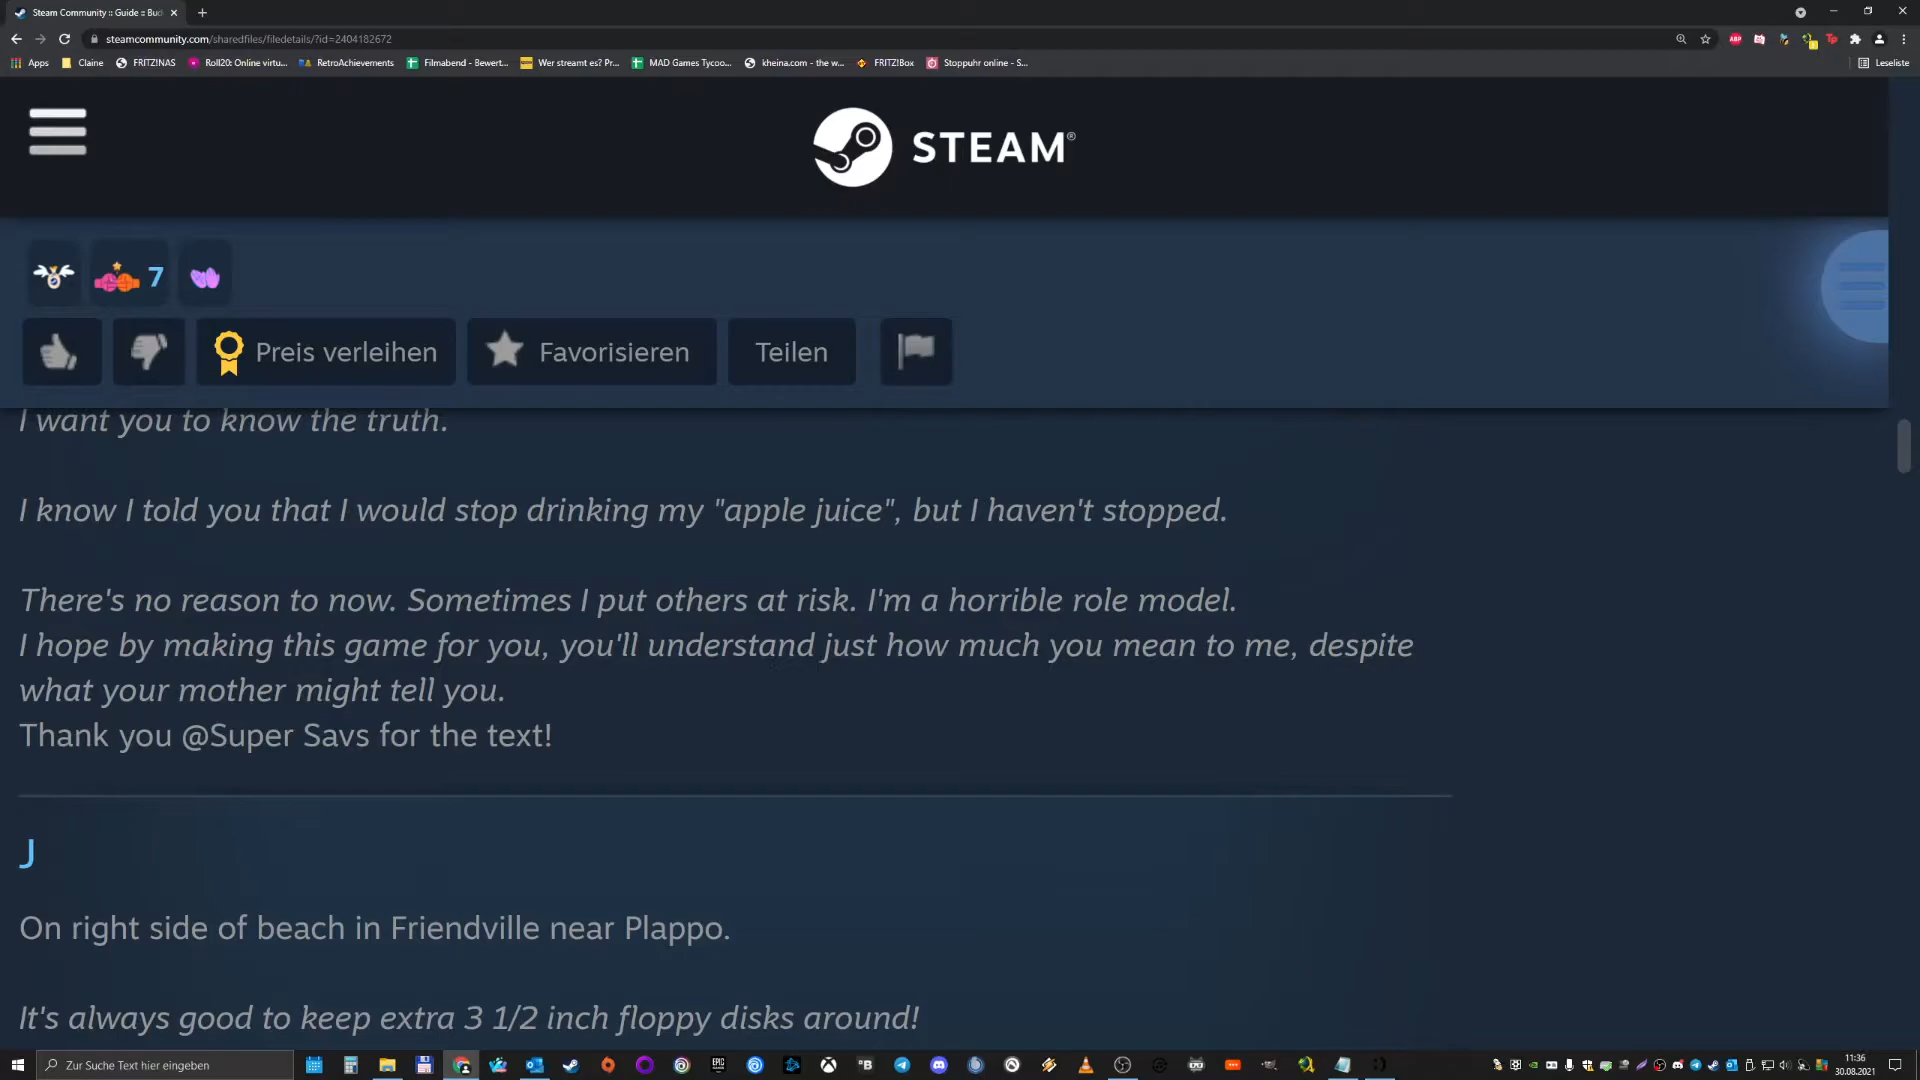 Steam Community :: Guide :: Bud
steamcommunity.com/sharedfiles/filedetails/?id=2404182672
Apps
Claine
FRITZ!NAS
Roll20: Online virtu...
RetroAchievements
Filmabend - Bewert...
Wer streamt es? Pr...
MAD Games Tycoo...
kheina.com - the w...
FRITZ!Box
Stoppuhr online - S...
Leseliste
STEAM®
7
Preis verleihen
Favorisieren
Teilen
I want you to know the truth.
I know I told you that I would stop drinking my "apple juice", but I haven't stopped.
There's no reason to now. Sometimes I put others at risk. I'm a horrible role model.
I hope by making this game for you, you'll understand just how much you mean to me, despite
what your mother might tell you.
Thank you @Super Savs for the text!
J
On right side of beach in Friendville near Plappo.
It's always good to keep extra 3 1/2 inch floppy disks around!
Zur Suche Text hier eingeben
11:36
30.08.2021